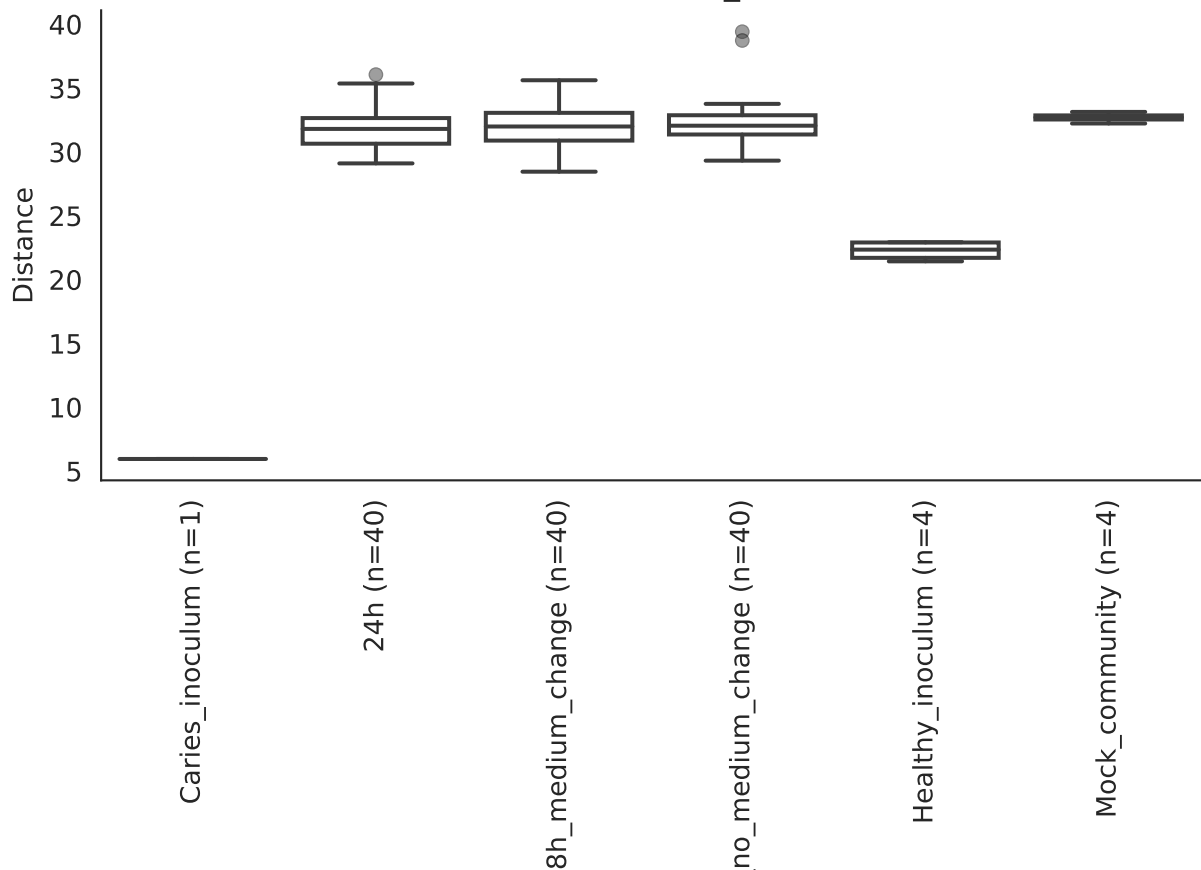 40
35
30
25
20
15
10
5
Distance
Caries_inoculum (n=1)
24h (n=40)
8h_medium_change (n=40)
_no_medium_change (n=40)
Healthy_inoculum (n=4)
Mock_community (n=4)